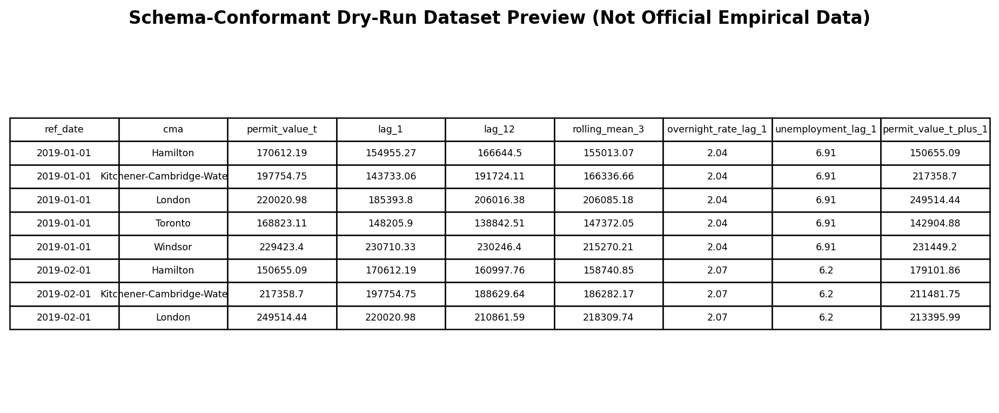 Schema-Conformant Dry-Run Dataset Preview (Not Official Empirical Data)
ref_date cma permit_value_t lag_1 lag_12 rolling_mean_3 overnight_rate_lag_1 unemployment_lag_1 permit_value_t_plus_1
2019-01-01 Hamilton 170612.19 154955.27 166644.5 155013.07 2.04 6.91 150655.09
2019-01-01 Kitchener-Cambridge-Wate 197754.75 143733.06 191724.11 166336.66 2.04 6.91 217358.7
2019-01-01 London 220020.98 185393.8 206016.38 206085.18 2.04 6.91 249514.44
2019-01-01 Toronto 168823.11 148205.9 138842.51 147372.05 2.04 6.91 142904.88
2019-01-01 Windsor 229423.4 230710.33 230246.4 215270.21 2.04 6.91 231449.2
2019-02-01 Hamilton 150655.09 170612.19 160997.76 158740.85 2.07 6.2 179101.86
2019-02-01 Kitchener-Cambridge-Wate 217358.7 197754.75 188629.64 186282.17 2.07 6.2 211481.75
2019-02-01 London 249514.44 220020.98 210861.59 218309.74 2.07 6.2 213395.99